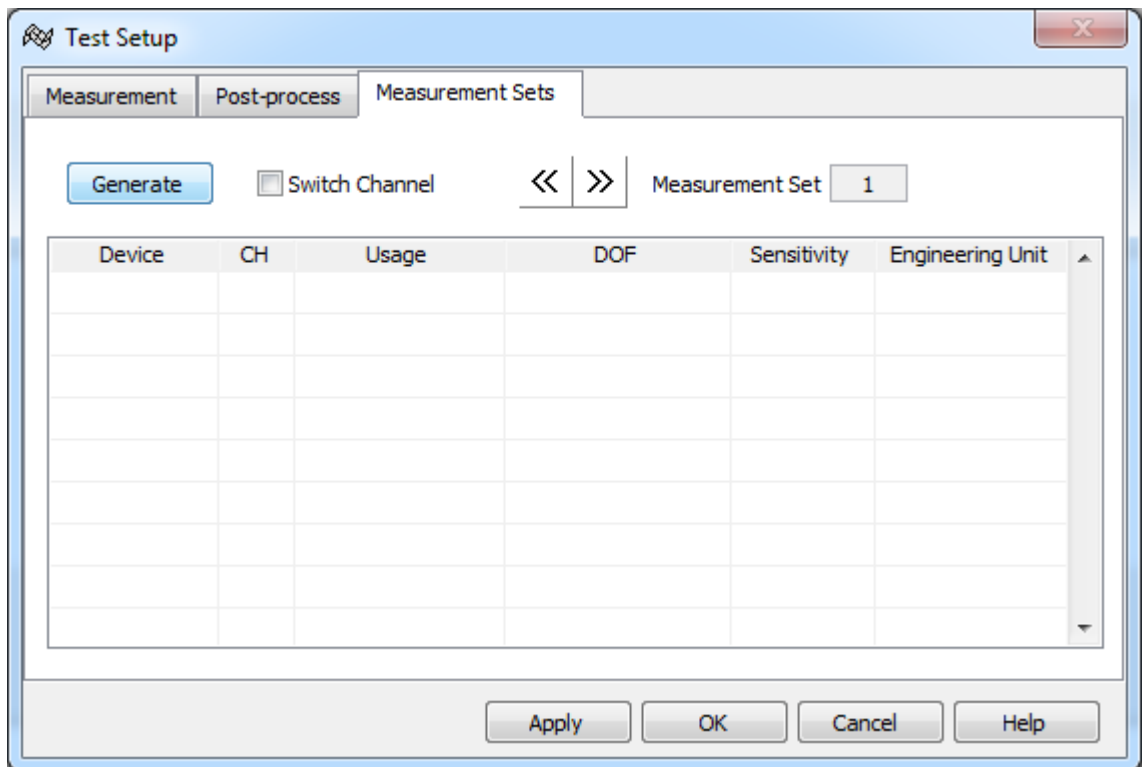 Test Setup
Measurement Post-process Measurement Sets
Generate Switch Channel << >> Measurement Set 1
Device CH Usage DOF Sensitivity Engineering Unit
Apply OK Cancel Help